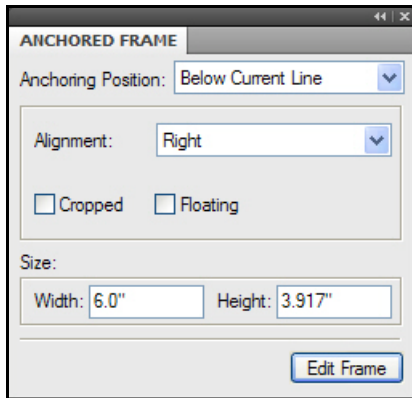 ANCHORED FRAME
Anchoring Position: Below Current Line
Alignment: Right
Cropped Floating
Size:
Width: 6.0" Height: 3.917"
Edit Frame